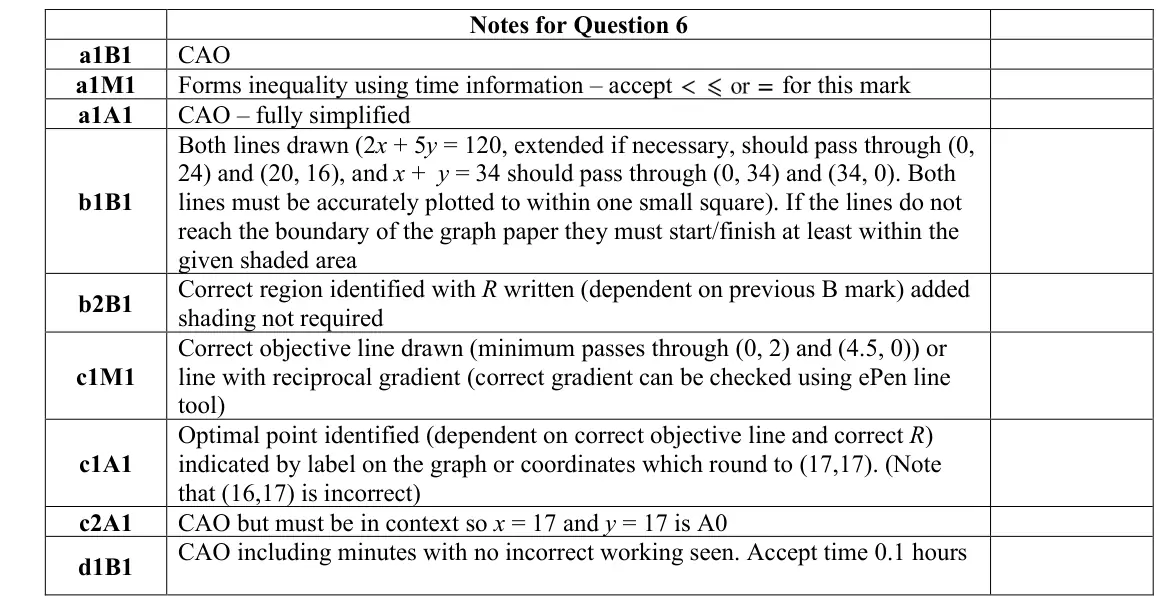 Notes for Question 6
a1B1 CAO
a1M1 Forms inequality using time information – accept < ⩽ or = for this mark
a1A1 CAO – fully simplified
b1B1 Both lines drawn (2x + 5y = 120, extended if necessary, should pass through (0,
24) and (20, 16), and x + y = 34 should pass through (0, 34) and (34, 0). Both
lines must be accurately plotted to within one small square). If the lines do not
reach the boundary of the graph paper they must start/finish at least within the
given shaded area
b2B1 Correct region identified with R written (dependent on previous B mark) added
shading not required
c1M1 Correct objective line drawn (minimum passes through (0, 2) and (4.5, 0)) or
line with reciprocal gradient (correct gradient can be checked using ePen line
tool)
c1A1 Optimal point identified (dependent on correct objective line and correct R)
indicated by label on the graph or coordinates which round to (17,17). (Note
that (16,17) is incorrect)
c2A1 CAO but must be in context so x = 17 and y = 17 is A0
d1B1 CAO including minutes with no incorrect working seen. Accept time 0.1 hours